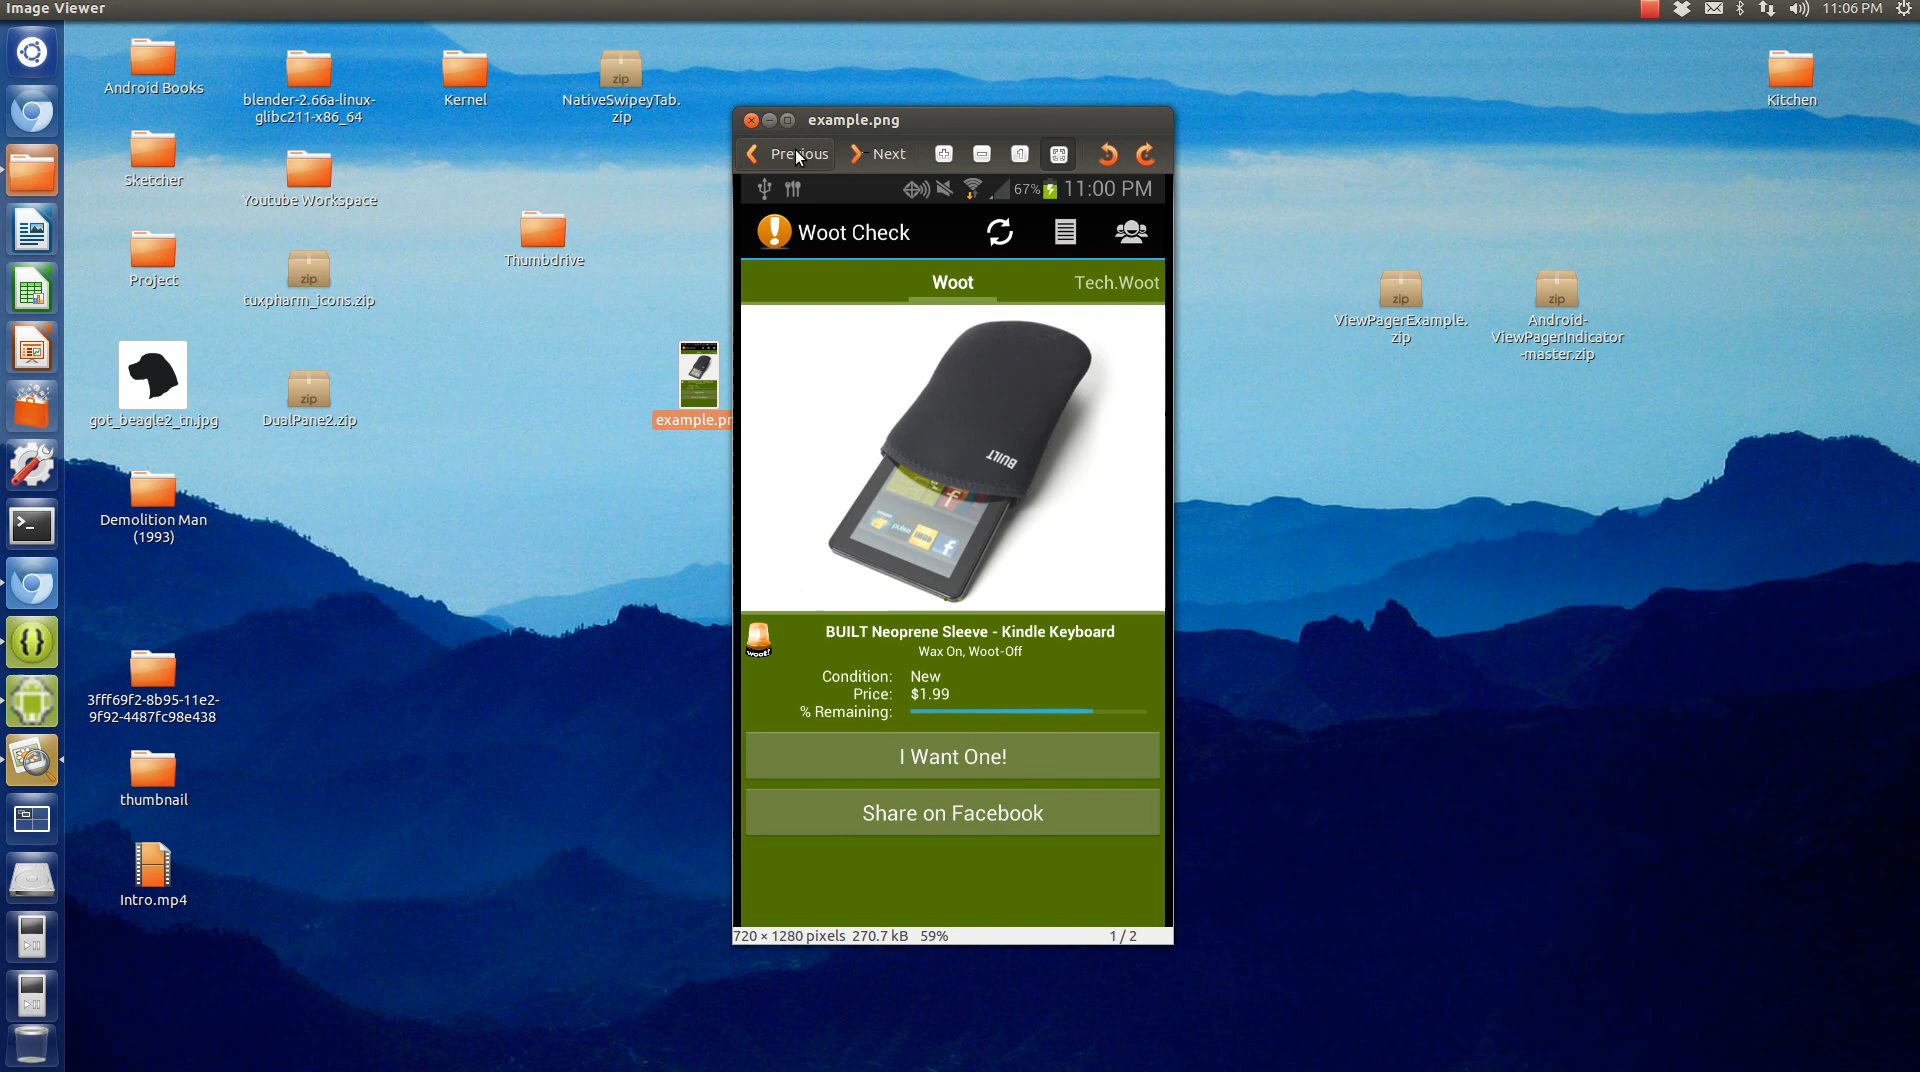 Image Viewer
11:06 PM
Android Books
blender-2.66a-linux-
glibc211-x86_64
Kernel
zip
NativeSwipeyTab.
zip
Kitchen
Sketcher
Youtube Workspace
Thumbdrive
Project
zip
tuxpharm_icons.zip
zip
ViewPagerExample.
zip
zip
Android-
ViewPagerIndicator
-master.zip
got_beagle2_tn.jpg
zip
DualPane2.zip
example.pn
Demolition Man
(1993)
3fff69f2-8b95-11e2-
9f92-4487fc98e438
thumbnail
Intro.mp4
example.png
Previous
Next
67%
11:00 PM
Woot Check
Woot
Tech.Woot
BUILT
pulse
IMDb
f
f
woot!
BUILT Neoprene Sleeve - Kindle Keyboard
Wax On, Woot-Off
Condition: New
Price: $1.99
% Remaining:
I Want One!
Share on Facebook
720 × 1280 pixels 270.7 kB 59%
1 / 2